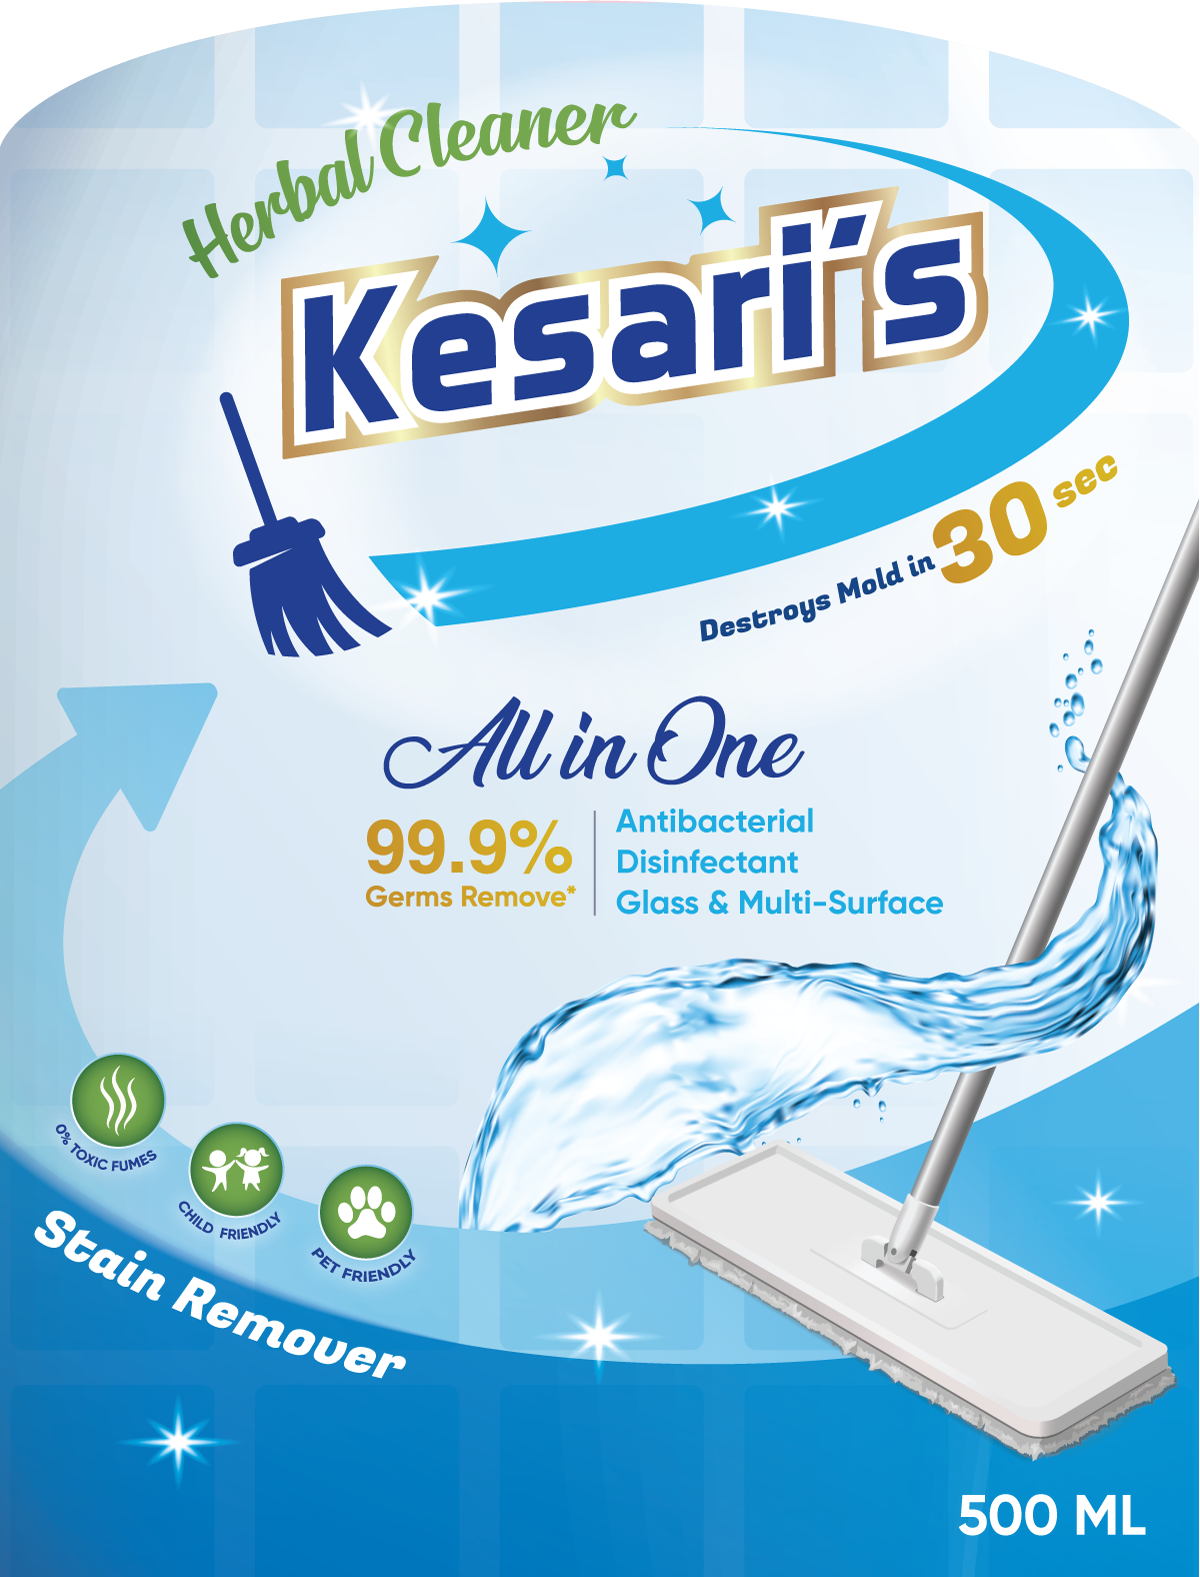 Herbal Cleaner
Kesari's
Destroys Mold in 30 sec
All in One
99.9%
Germs Remove*
Antibacterial
Disinfectant
Glass & Multi-Surface
0% TOXIC FUMES
CHILD FRIENDLY
PET FRIENDLY
Stain Remover
500 ML